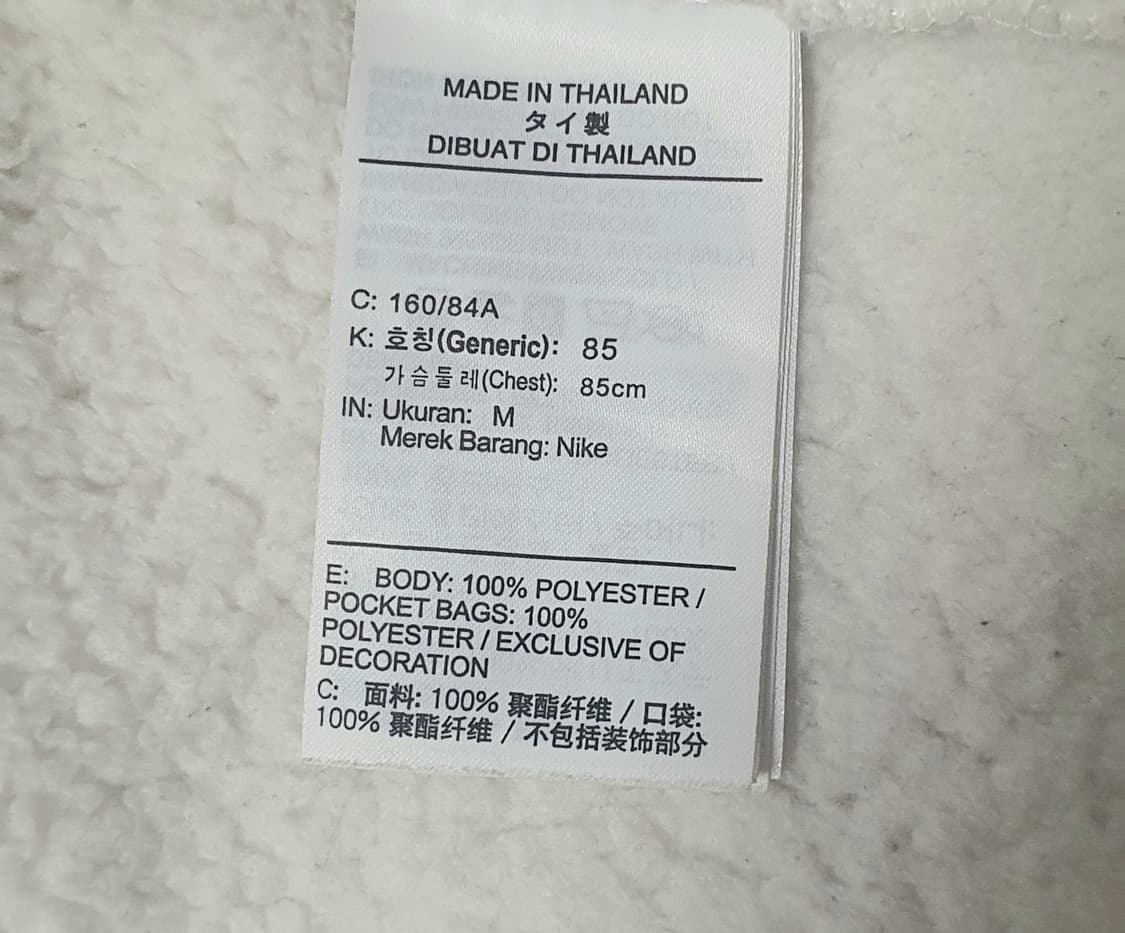 MADE IN THAILAND
タイ製
DIBUAT DI THAILAND
C: 160/84A
K: 호칭(Generic): 85
가슴둘레(Chest): 85cm
IN: Ukuran: M
Merek Barang: Nike
E: BODY: 100% POLYESTER /
POCKET BAGS: 100%
POLYESTER / EXCLUSIVE OF
DECORATION
C: 面料: 100% 聚酯纤维 / 口袋:
100% 聚酯纤维 / 不包括装饰部分